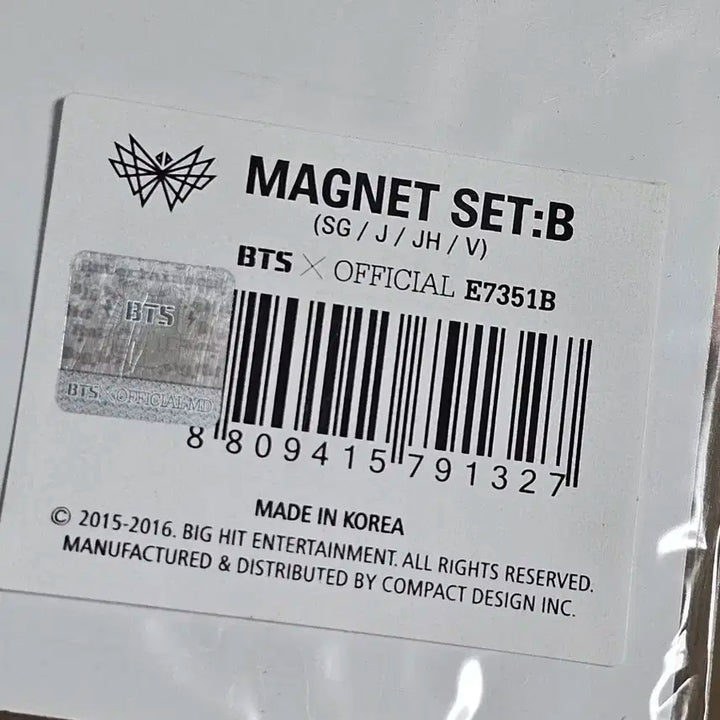 MAGNET SET:B
(SG / J / JH / V)
BTS × OFFICIAL E7351B
BTS
BTS × OFFICIAL MD
8 809415 791327
MADE IN KOREA
© 2015-2016. BIG HIT ENTERTAINMENT. ALL RIGHTS RESERVED.
MANUFACTURED & DISTRIBUTED BY COMPACT DESIGN INC.